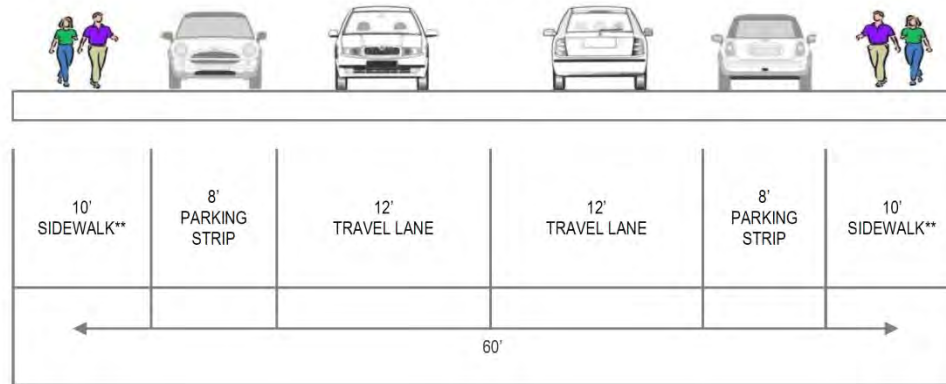 10'
SIDEWALK**
8'
PARKING
STRIP
12'
TRAVEL LANE
12'
TRAVEL LANE
8'
PARKING
STRIP
10'
SIDEWALK**
60'